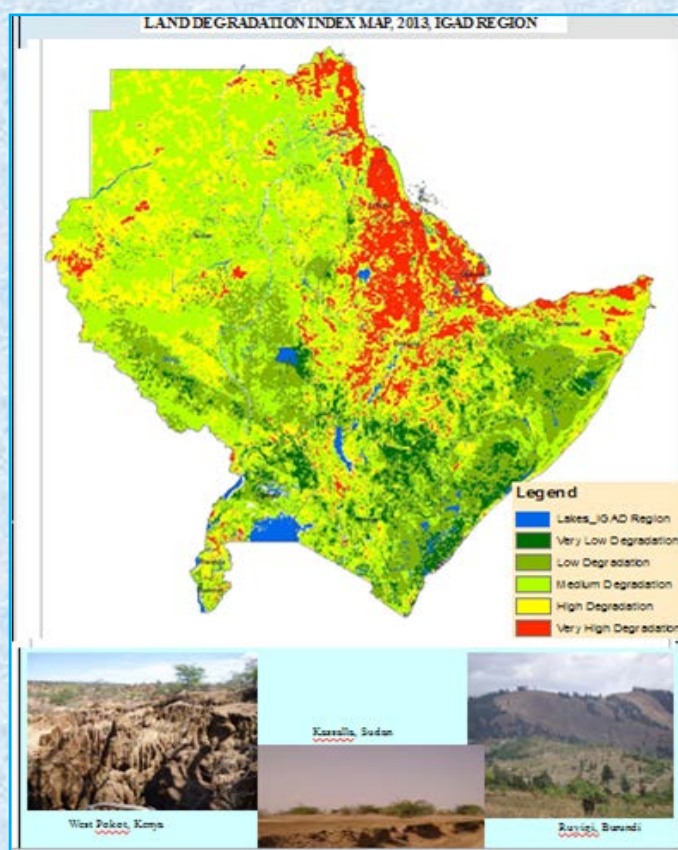 LAND DEGRADATION INDEX MAP, 2013, IGAD REGION
Legend
Lakes_IGAD Region
Very Low Degradation
Low Degradation
Medium Degradation
High Degradation
Very High Degradation
Kassalla, Sudan
West Pokot, Kenya
Ruyigi, Burundi